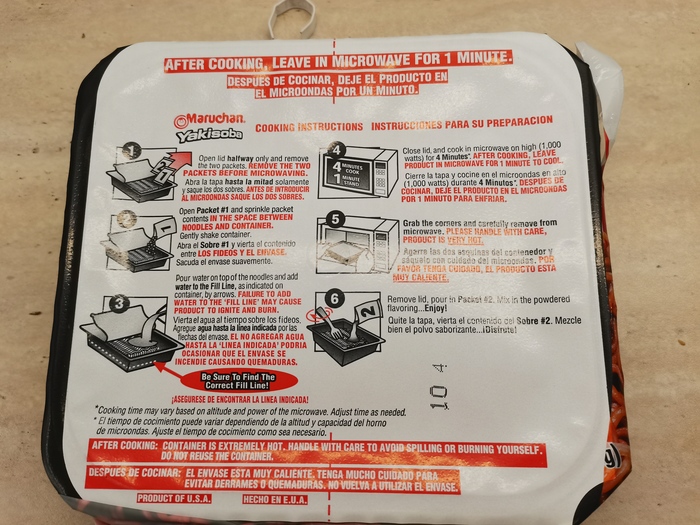 AFTER COOKING, LEAVE IN MICROWAVE FOR 1 MINUTE.
DESPUES DE COCINAR, DEJE EL PRODUCTO EN
EL MICROONDAS POR UN MINUTO.
Maruchan.
Yakisoba
COOKING INSTRUCTIONS INSTRUCCIONES PARA SU PREPARACION
1
Open lid halfway only and remove
the two packets. REMOVE THE TWO
PACKETS BEFORE MICROWAVING.
Abra la tapa hasta la mitad solamente
y saque los dos sobres. ANTES DE INTRODUCIR
AL MICROONDAS SAQUE LOS DOS SOBRES.
2
Open Packet #1 and sprinkle packet
contents IN THE SPACE BETWEEN
NOODLES AND CONTAINER.
Gently shake container.
Abra el Sobre #1 y vierta el contenido
entre LOS FIDEOS Y EL ENVASE.
Sacuda el envase suavemente.
3
Pour water on top of the noodles and add
water to the Fill Line, as indicated on
container, by arrows. FAILURE TO ADD
WATER TO THE "FILL LINE" MAY CAUSE
PRODUCT TO IGNITE AND BURN.
Vierta el agua al tiempo sobre los fideos.
Agregue agua hasta la línea indicada por las
flechas del envase. EL NO AGREGAR AGUA
HASTA LA 'LINEA INDICADA' PODRIA
OCASIONAR QUE EL ENVASE SE
INCENDIE CAUSANDO QUEMADURAS.
Be Sure To Find The
Correct Fill Line!
¡ASEGURESE DE ENCONTRAR LA LINEA INDICADA!
4
4 MINUTES
COOK
1 MINUTE
STAND
Close lid, and cook in microwave on high (1,000
watts) for 4 Minutes*. AFTER COOKING, LEAVE
PRODUCT IN MICROWAVE FOR 1 MINUTE TO COOL.
Cierre la tapa y cocine en el microondas en alto
(1,000 watts) durante 4 Minutos*. DESPUES DE
COCINAR, DEJE EL PRODUCTO EN EL MICROONDAS
POR 1 MINUTO PARA ENFRIAR.
5
Grab the corners and carefully remove from
microwave. PLEASE HANDLE WITH CARE,
PRODUCT IS VERY HOT.
Agarre las dos esquinas del contenedor y
sáquelo con cuidado del microondas. POR
FAVOR TENGA CUIDADO, EL PRODUCTO ESTA
MUY CALIENTE.
6
2
Remove lid, pour in Packet #2. Mix in the powdered
flavoring...Enjoy!
Quite la tapa, vierta el contenido del Sobre #2. Mezcle
bien el polvo saborizante...¡Disfrute!
104
*Cooking time may vary based on altitude and power of the microwave. Adjust time as needed.
* El tiempo de cocimiento puede variar dependiendo de la altitud y capacidad del horno
de microondas. Ajuste el tiempo de cocimiento como sea necesario.
AFTER COOKING: CONTAINER IS EXTREMELY HOT. HANDLE WITH CARE TO AVOID SPILLING OR BURNING YOURSELF.
DO NOT REUSE THE CONTAINER.
DESPUES DE COCINAR: EL ENVASE ESTA MUY CALIENTE. TENGA MUCHO CUIDADO PARA
EVITAR DERRAMES O QUEMADURAS. NO VUELVA A UTILIZAR EL ENVASE.
PRODUCT OF U.S.A. HECHO EN E.U.A.
g)